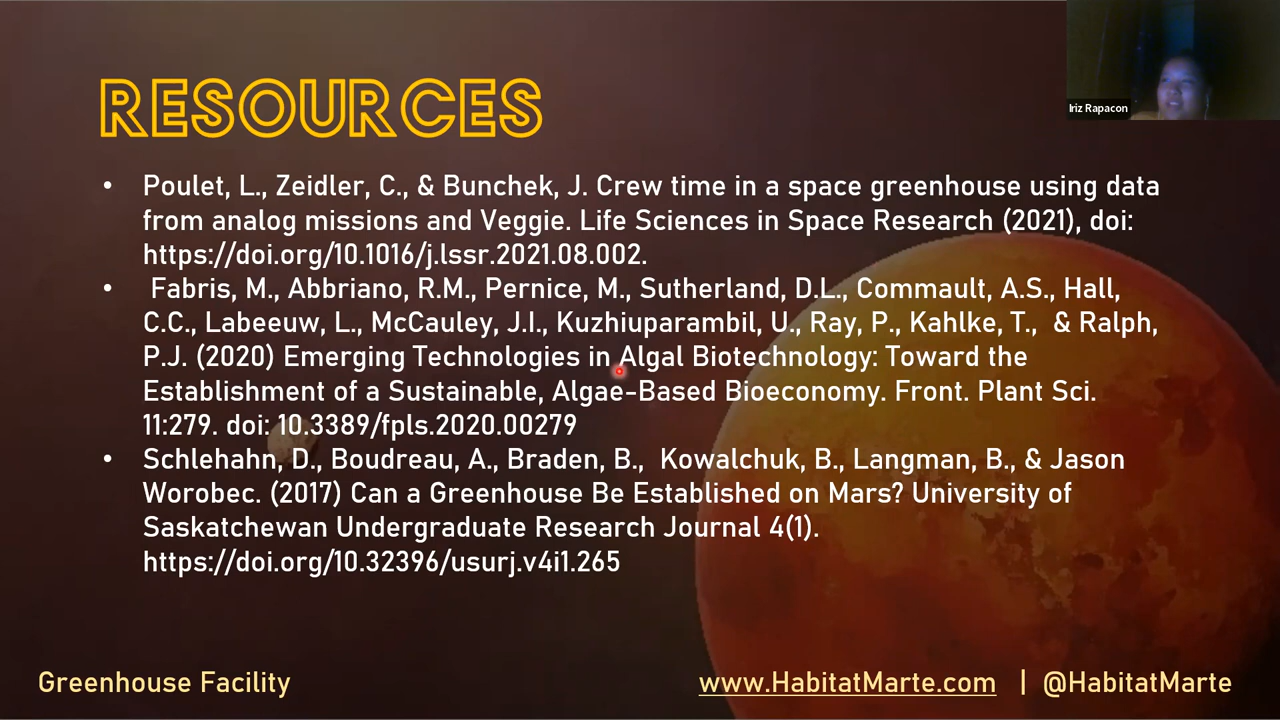 Iriz Rapacon
RESOURCES
• Poulet, L., Zeidler, C., & Bunchek, J. Crew time in a space greenhouse using data
from analog missions and Veggie. Life Sciences in Space Research (2021), doi:
https://doi.org/10.1016/j.lssr.2021.08.002.
• Fabris, M., Abbriano, R.M., Pernice, M., Sutherland, D.L., Commault, A.S., Hall,
C.C., Labeeuw, L., McCauley, J.I., Kuzhiuparambil, U., Ray, P., Kahlke, T., & Ralph,
P.J. (2020) Emerging Technologies in Algal Biotechnology: Toward the
Establishment of a Sustainable, Algae-Based Bioeconomy. Front. Plant Sci.
11:279. doi: 10.3389/fpls.2020.00279
• Schlehahn, D., Boudreau, A., Braden, B., Kowalchuk, B., Langman, B., & Jason
Worobec. (2017) Can a Greenhouse Be Established on Mars? University of
Saskatchewan Undergraduate Research Journal 4(1).
https://doi.org/10.32396/usurj.v4i1.265
Greenhouse Facility
www.HabitatMarte.com | @HabitatMarte